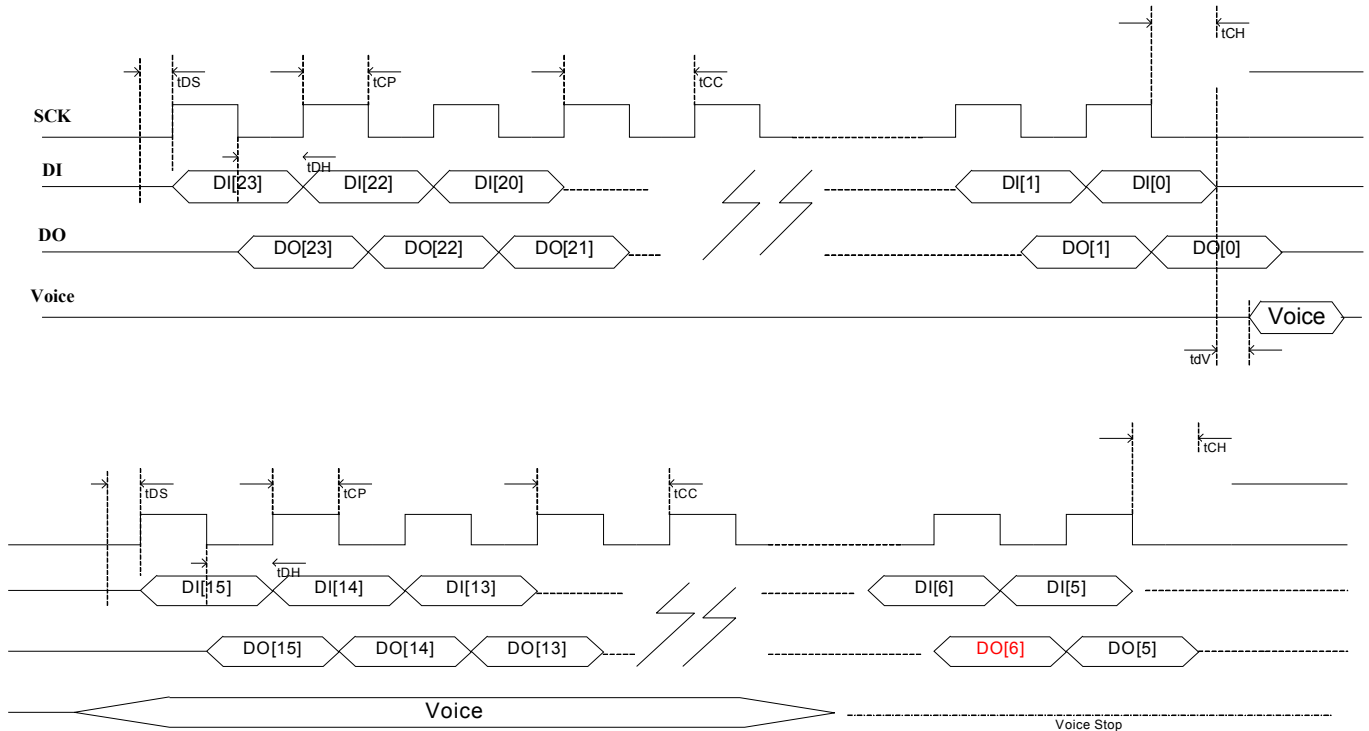 tCH
tDS tCP tCC
SCK
tDH
DI DI[23] DI[22] DI[20] DI[1] DI[0]
DO DO[23] DO[22] DO[21] DO[1] DO[0]
Voice
Voice
tdV
tCH
tDS tCP tCC
tDH
DI[15] DI[14] DI[13] DI[6] DI[5]
DO[15] DO[14] DO[13] DO[6] DO[5]
Voice
Voice Stop